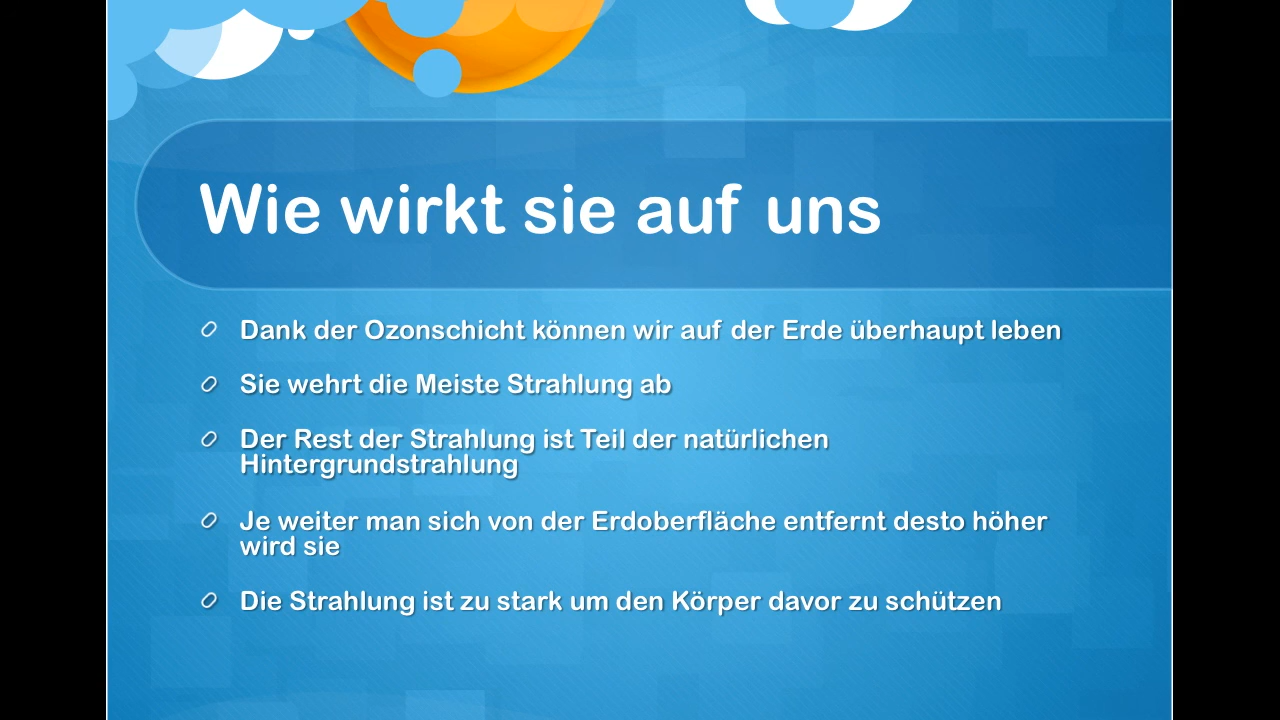 Wie wirkt sie auf uns
Dank der Ozonschicht können wir auf der Erde überhaupt leben
Sie wehrt die Meiste Strahlung ab
Der Rest der Strahlung ist Teil der natürlichen
Hintergrundstrahlung
Je weiter man sich von der Erdoberfläche entfernt desto höher
wird sie
Die Strahlung ist zu stark um den Körper davor zu schützen